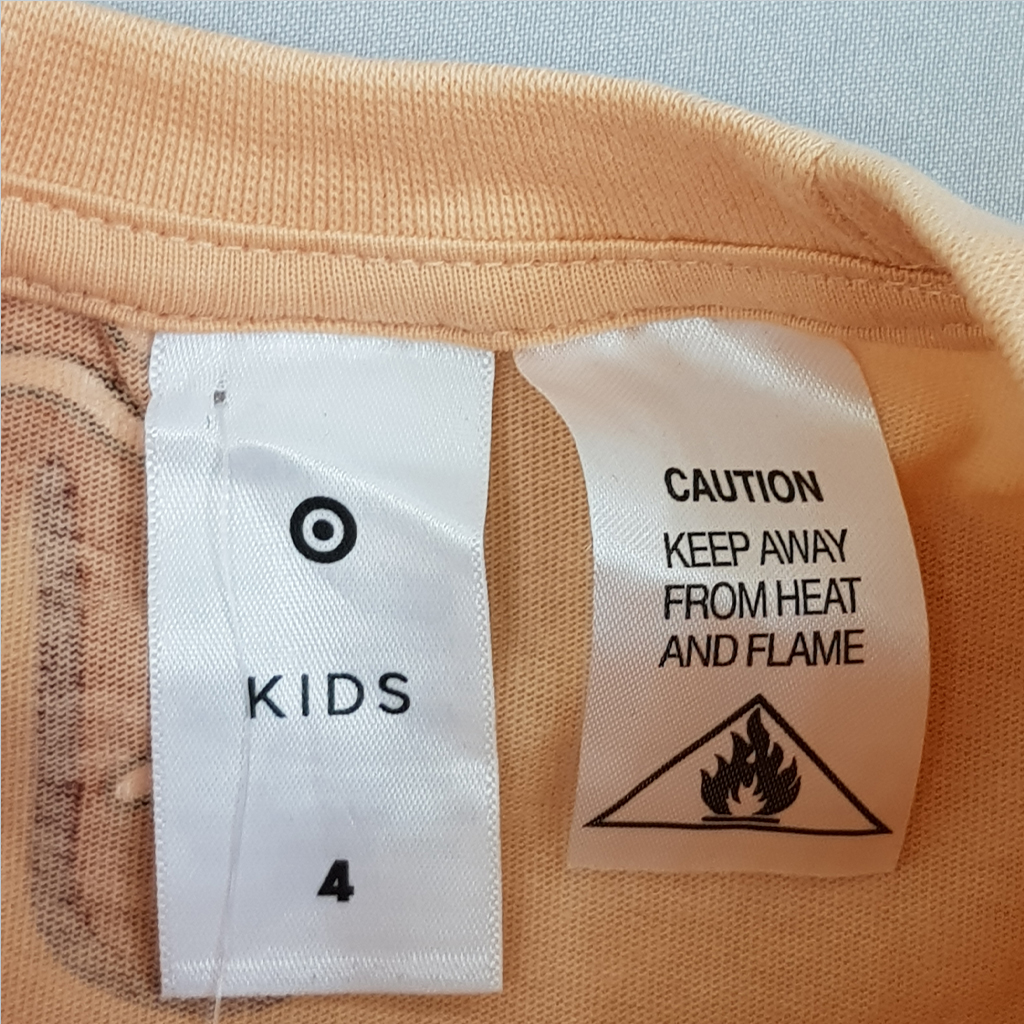 KIDS
4
CAUTION
KEEP AWAY
FROM HEAT
AND FLAME